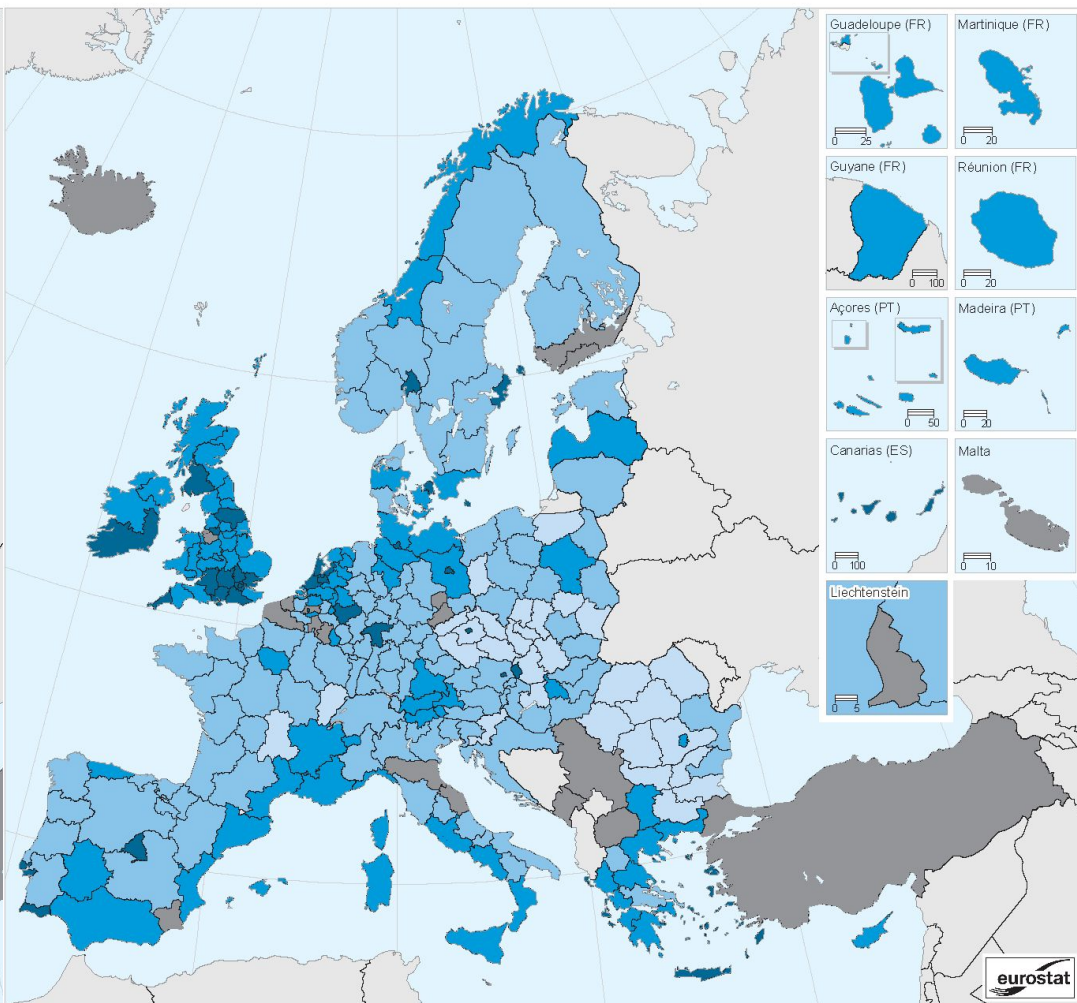 Guadeloupe (FR)
0 25
Martinique (FR)
0 20
Guyane (FR)
0 100
Réunion (FR)
0 20
Açores (PT)
0 50
Madeira (PT)
0 20
Canarias (ES)
0 100
Malta
0 10
Liechtenstein
0 5
eurostat